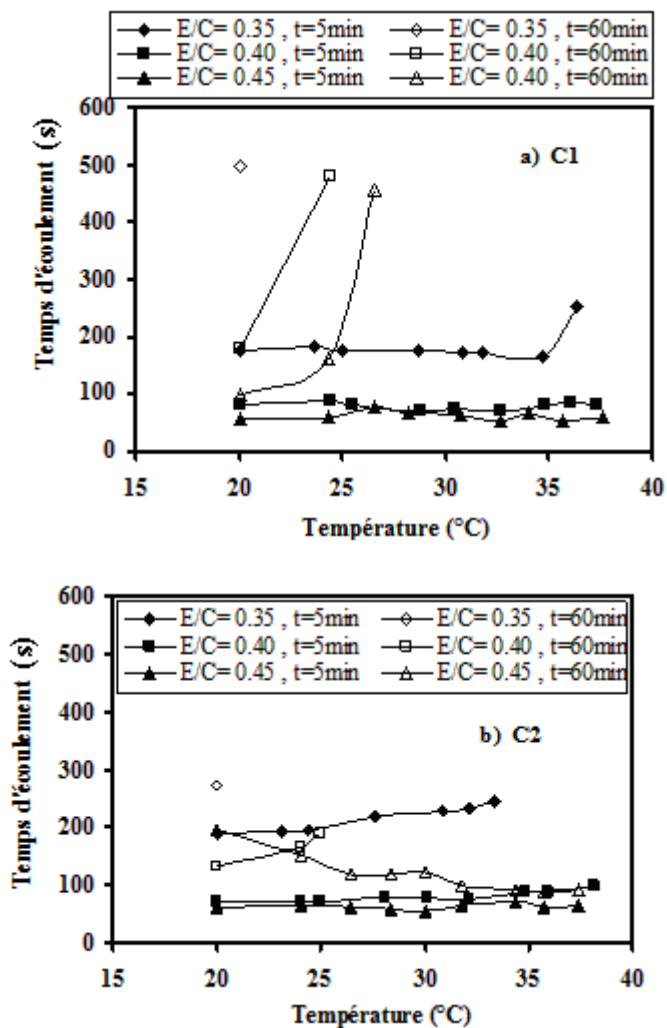 E/C= 0.35 , t=5min E/C= 0.35 , t=60min
E/C= 0.40 , t=5min E/C= 0.40 , t=60min
E/C= 0.45 , t=5min E/C= 0.40 , t=60min
Temps d'écoulement (s)
600
500
400
300
200
100
0
a) C1
15 20 25 30 35 40
Température (°C)
E/C= 0.35 , t=5min E/C= 0.35 , t=60min
E/C= 0.40 , t=5min E/C= 0.40 , t=60min
E/C= 0.45 , t=5min E/C= 0.45 , t=60min
Temps d'écoulement (s)
600
500
400
300
200
100
0
b) C2
15 20 25 30 35 40
Température (°C)